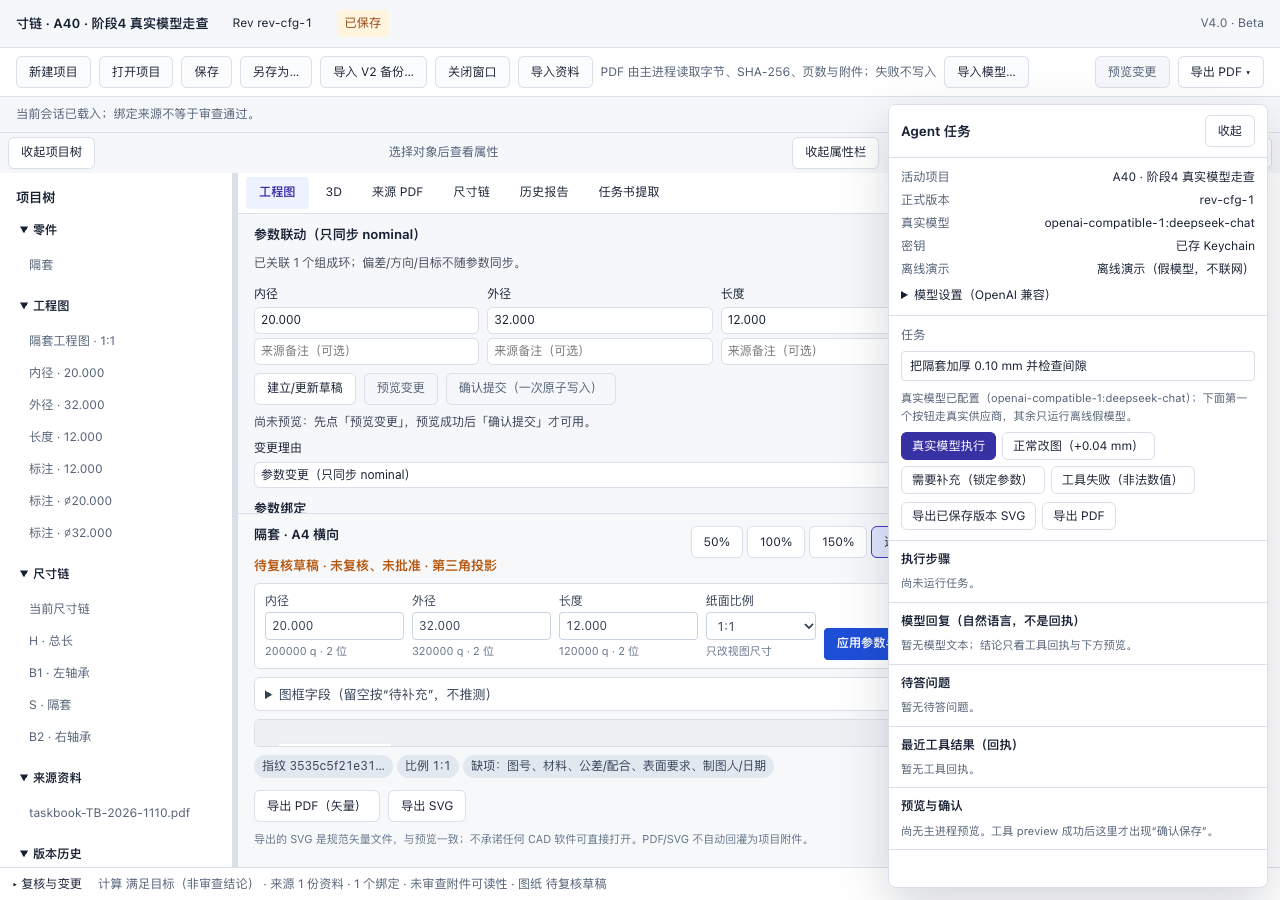 寸链 · A40 · 阶段4 真实模型走查 Rev rev-cfg-1 已保存 V4.0 · Beta
新建项目 打开项目 保存 另存为… 导入 V2 备份… 关闭窗口 导入资料 PDF 由主进程读取字节、SHA-256、页数与附件；失败不写入 导入模型… 预览变更 导出 PDF ▾
当前会话已载入；绑定来源不等于审查通过。
收起项目树 选择对象后查看属性 收起属性栏
项目树
▼ 零件
隔套
▼ 工程图
隔套工程图 · 1:1
内径 · 20.000
外径 · 32.000
长度 · 12.000
标注 · 12.000
标注 · ⌀20.000
标注 · ⌀32.000
▼ 尺寸链
当前尺寸链
H · 总长
B1 · 左轴承
S · 隔套
B2 · 右轴承
▼ 来源资料
taskbook-TB-2026-1110.pdf
▼ 版本历史
工程图 3D 来源 PDF 尺寸链 历史报告 任务书提取
参数联动（只同步 nominal）
已关联 1 个组成环；偏差/方向/目标不随参数同步。
内径 外径 长度
20.000 32.000 12.000
来源备注（可选） 来源备注（可选） 来源备注（可选）
建立/更新草稿 预览变更 确认提交（一次原子写入）
尚未预览：先点「预览变更」，预览成功后「确认提交」才可用。
变更理由
参数变更（只同步 nominal）
参数绑定
隔套 · A4 横向 50% 100% 150%
待复核草稿 · 未复核、未批准 · 第三角投影
内径 外径 长度 纸面比例
20.000 32.000 12.000 1:1 应用参数
200000 q · 2 位 320000 q · 2 位 120000 q · 2 位 只改视图尺寸
▶ 图框字段（留空按“待补充”，不推测）
指纹 3535c5f21e31… 比例 1:1 缺项：图号、材料、公差/配合、表面要求、制图人/日期
导出 PDF（矢量） 导出 SVG
导出的 SVG 是规范矢量文件，与预览一致；不承诺任何 CAD 软件可直接打开。PDF/SVG 不自动回灌为项目附件。
Agent 任务 收起
活动项目 A40 · 阶段4 真实模型走查
正式版本 rev-cfg-1
真实模型 openai-compatible-1:deepseek-chat
密钥 已存 Keychain
离线演示 离线演示（假模型，不联网）
▶ 模型设置（OpenAI 兼容）
任务
把隔套加厚 0.10 mm 并检查间隙
真实模型已配置（openai-compatible-1:deepseek-chat）；下面第一
个按钮走真实供应商，其余只运行离线假模型。
真实模型执行 正常改图（+0.04 mm）
需要补充（锁定参数） 工具失败（非法数值）
导出已保存版本 SVG 导出 PDF
执行步骤
尚未运行任务。
模型回复（自然语言，不是回执）
暂无模型文本；结论只看工具回执与下方预览。
待答问题
暂无待答问题。
最近工具结果（回执）
暂无工具回执。
预览与确认
尚无主进程预览。工具 preview 成功后这里才出现“确认保存”。
▸ 复核与变更 计算 满足目标（非审查结论） · 来源 1 份资料 · 1 个绑定 · 未审查附件可读性 · 图纸 待复核草稿